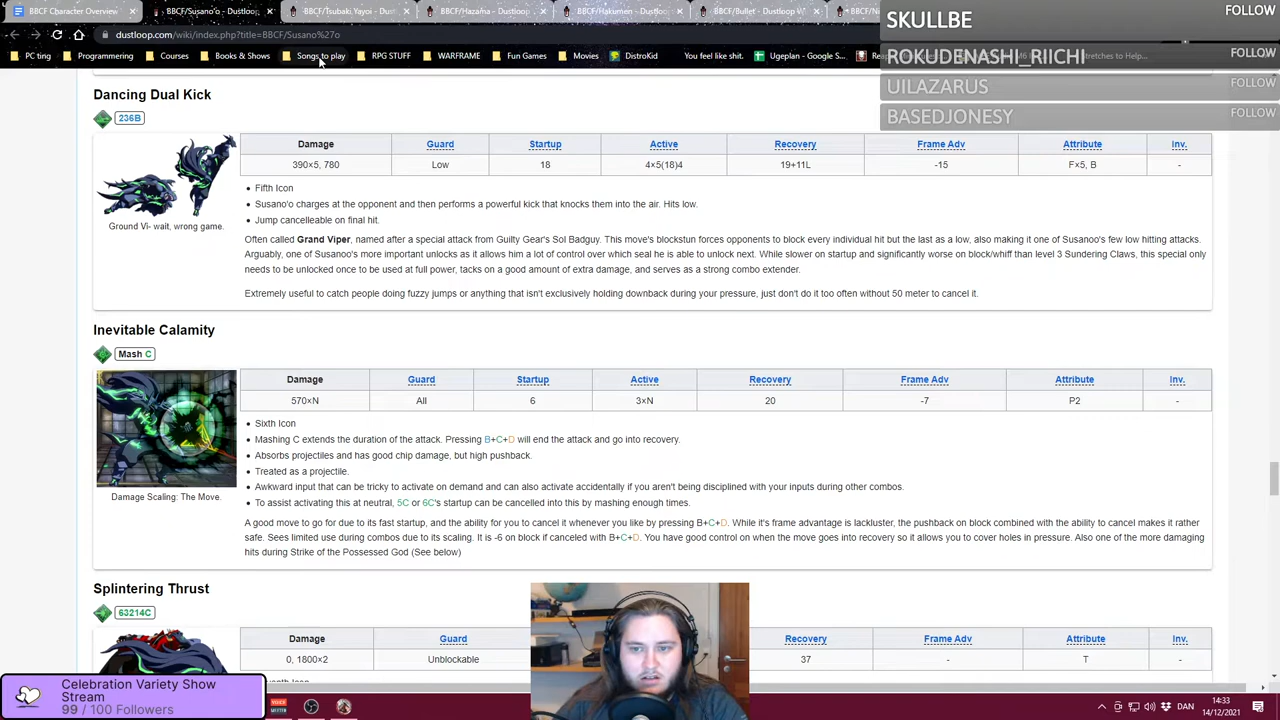 BBCF Character Overview
BBCF/Susano'o - Dustloop
BBCF/Tsubaki_Yayoi - Dustl
BBCF/Hazama - Dustloop
BBCF/Hakumen - Dustloo
BBCF/Bullet - Dustloop W
SKULLBE FOLLOW
dustloop.com/wiki/index.php?title=BBCF/Susano%27o
PC ting Programming Courses Books & Shows Songs to play RPG STUFF WARFRAME Fun Games Movies DistroKid You feel like shit. Ugeplan - Google S...
ROKUDENASHI_RIICHI FOLLOW
UILAZARUS FOLLOW
BASEDJONESY FOLLOW
Dancing Dual Kick
236B
Damage Guard Startup Active Recovery Frame Adv Attribute Inv.
390×5, 780 Low 18 4×5(18)4 19+11L -15 F×5, B -
Ground Vi- wait, wrong game.
• Fifth Icon
• Susano'o charges at the opponent and then performs a powerful kick that knocks them into the air. Hits low.
• Jump cancelleable on final hit.
Often called Grand Viper, named after a special attack from Guilty Gear's Sol Badguy. This move's blockstun forces opponents to block every individual hit but the last as a low, also making it one of Susanoo's few low hitting attacks.
Arguably, one of Susanoo's more important unlocks as it allows him a lot of control over which seal he is able to unlock next. While slower on startup and significantly worse on block/whiff than level 3 Sundering Claws, this special only
needs to be unlocked once to be used at full power, tacks on a good amount of extra damage, and serves as a strong combo extender.
Extremely useful to catch people doing fuzzy jumps or anything that isn't exclusively holding downback during your pressure, just don't do it too often without 50 meter to cancel it.
Inevitable Calamity
Mash C
Damage Guard Startup Active Recovery Frame Adv Attribute Inv.
570×N All 6 3×N 20 -7 P2 -
Damage Scaling: The Move.
• Sixth Icon
• Mashing C extends the duration of the attack. Pressing B+C+D will end the attack and go into recovery.
• Absorbs projectiles and has good chip damage, but high pushback.
• Treated as a projectile.
• Awkward input that can be tricky to activate on demand and can also activate accidentally if you aren't being disciplined with your inputs during other combos.
• To assist activating this at neutral, 5C or 6C's startup can be cancelled into this by mashing enough times.
A good move to go for due to its fast startup, and the ability for you to cancel it whenever you like by pressing B+C+D. While it's frame advantage is lackluster, the pushback on block combined with the ability to cancel makes it rather
safe. Sees limited use during combos due to its scaling. It is -6 on block if canceled with B+C+D. You have good control on when the move goes into recovery so it allows you to cover holes in pressure. Also one of the more damaging
hits during Strike of the Possessed God (See below)
Splintering Thrust
63214C
Damage Guard Recovery Frame Adv Attribute Inv.
0, 1800×2 Unblockable 37 - T -
Celebration Variety Show
Stream
99 / 100 Followers
DAN
14:33
14/12/2021